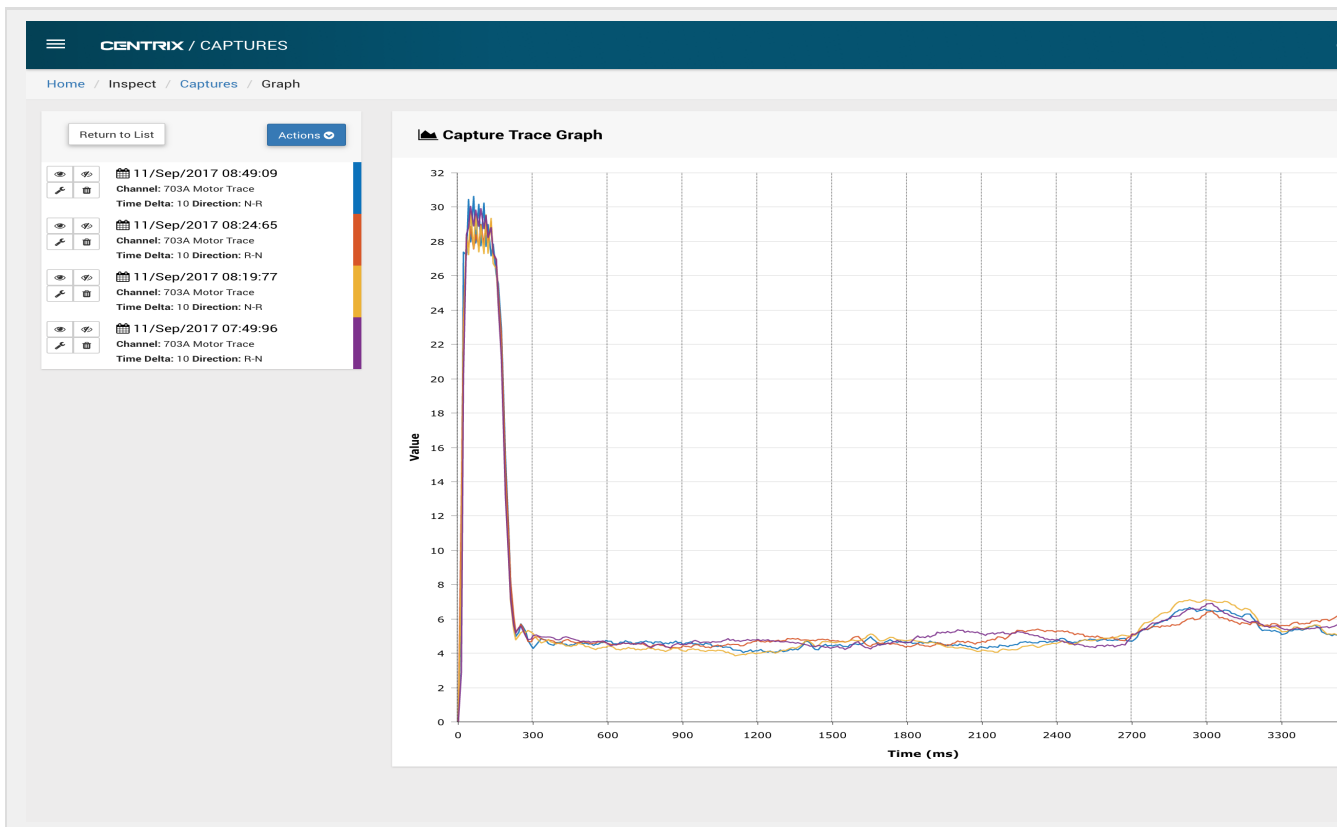 CENTRIX / CAPTURES
Home / Inspect / Captures / Graph
Return to List
Actions
11/Sep/2017 08:49:09
Channel: 703A Motor Trace
Time Delta: 10 Direction: N-R
11/Sep/2017 08:24:65
Channel: 703A Motor Trace
Time Delta: 10 Direction: R-N
11/Sep/2017 08:19:77
Channel: 703A Motor Trace
Time Delta: 10 Direction: N-R
11/Sep/2017 07:49:96
Channel: 703A Motor Trace
Time Delta: 10 Direction: R-N
Capture Trace Graph
32
30
28
26
24
22
20
18
16
14
12
10
8
6
4
2
0
Value
0 300 600 900 1200 1500 1800 2100 2400 2700 3000 3300
Time (ms)